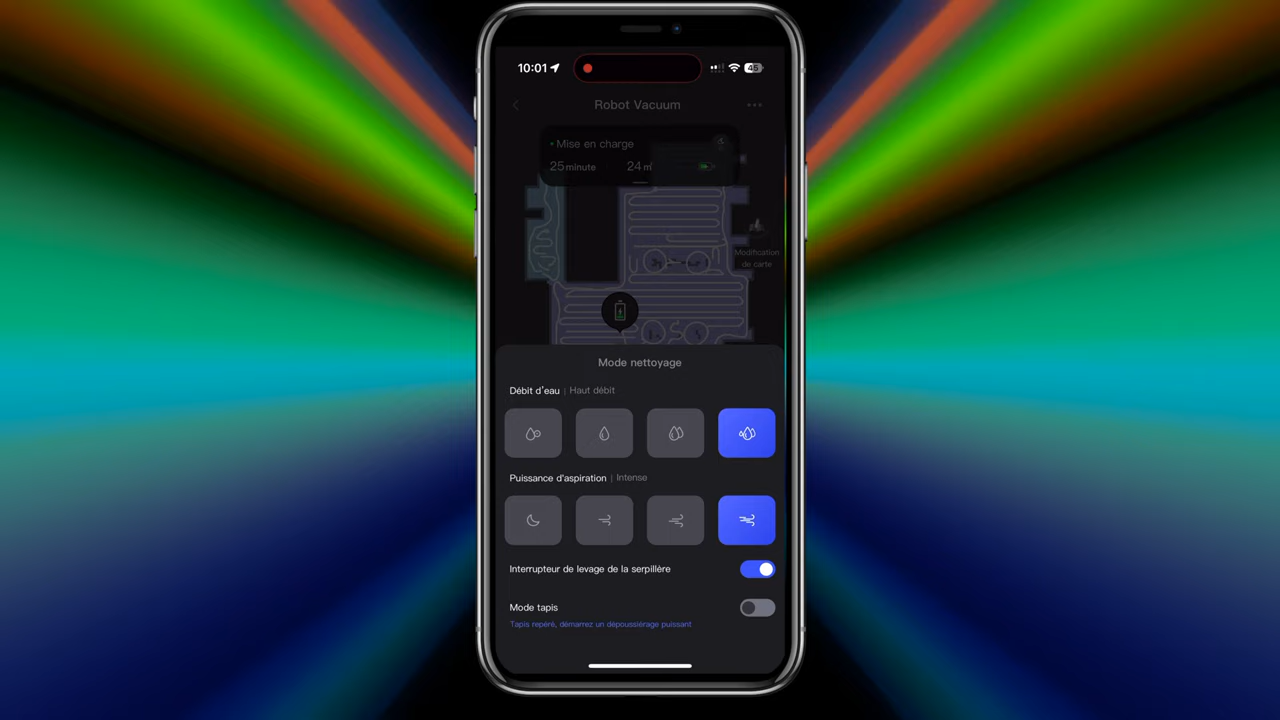 10:01
45
Robot Vacuum
Mise en charge
25 minute 24 m
Modification
de carte
Mode nettoyage
Débit d'eau | Haut débit
Puissance d'aspiration | Intense
Interrupteur de levage de la serpillère
Mode tapis
Tapis repéré, démarrez un dépoussiérage puissant